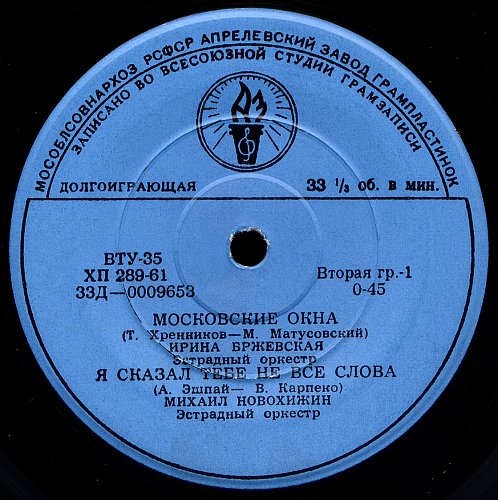 МОСОБЛСОВНАРХОЗ РСФСР АПРЕЛЕВСКИЙ ЗАВОД ГРАМПЛАСТИНОК
ЗАПИСАНО ВО ВСЕСОЮЗНОЙ СТУДИИ ГРАМЗАПИСИ
АЗ
ДОЛГОИГРАЮЩАЯ 33 ⅓ об. в мин.
ВТУ-35
ХП 289-61 Вторая гр.-1
33Д—0009653 0-45
МОСКОВСКИЕ ОКНА
(Т. Хренников—М. Матусовский)
ИРИНА БРЖЕВСКАЯ
Эстрадный оркестр
Я СКАЗАЛ ТЕБЕ НЕ ВСЕ СЛОВА
(А. Эшпай— В. Карпеко)
МИХАИЛ НОВОХИЖИН
Эстрадный оркестр